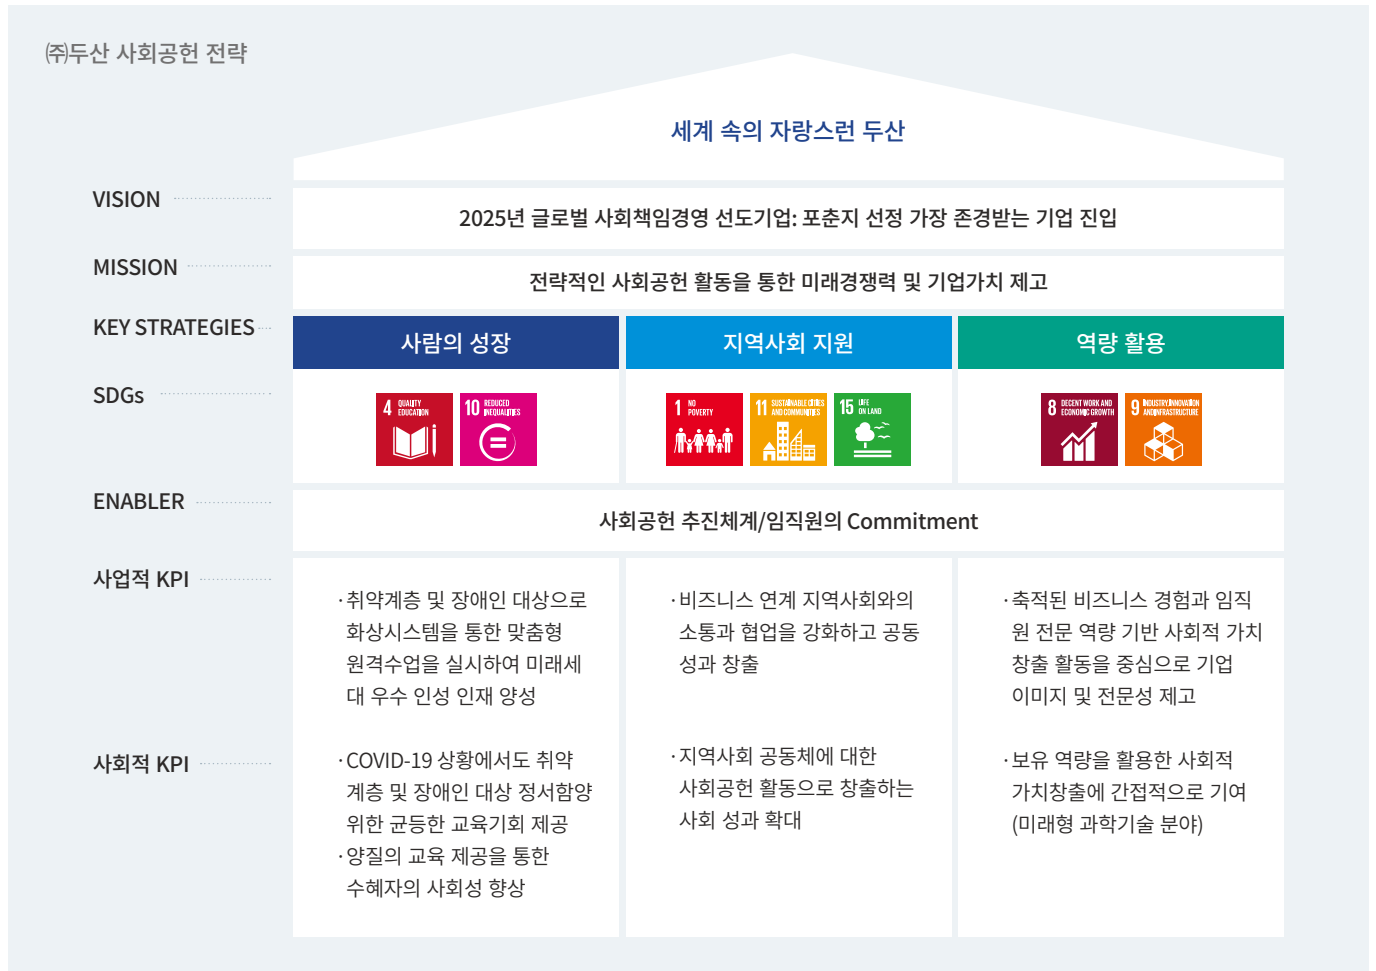 ㈜두산 사회공헌 전략
세계 속의 자랑스런 두산
VISION
2025년 글로벌 사회책임경영 선도기업: 포춘지 선정 가장 존경받는 기업 진입
MISSION
전략적인 사회공헌 활동을 통한 미래경쟁력 및 기업가치 제고
KEY STRATEGIES
사람의 성장
지역사회 지원
역량 활용
SDGs
4 QUALITY
EDUCATION
10 REDUCED
INEQUALITIES
1 NO
POVERTY
11 SUSTAINABLE CITIES
AND COMMUNITIES
15 LIFE
ON LAND
8 DECENT WORK AND
ECONOMIC GROWTH
9 INDUSTRY, INNOVATION
AND INFRASTRUCTURE
ENABLER
사회공헌 추진체계/임직원의 Commitment
사업적 KPI
·취약계층 및 장애인 대상으로
화상시스템을 통한 맞춤형
원격수업을 실시하여 미래세
대 우수 인성 인재 양성
·비즈니스 연계 지역사회와의
소통과 협업을 강화하고 공동
성과 창출
·축적된 비즈니스 경험과 임직
원 전문 역량 기반 사회적 가치
창출 활동을 중심으로 기업
이미지 및 전문성 제고
사회적 KPI
·COVID-19 상황에서도 취약
계층 및 장애인 대상 정서함양
위한 균등한 교육기회 제공
·양질의 교육 제공을 통한
수혜자의 사회성 향상
·지역사회 공동체에 대한
사회공헌 활동으로 창출하는
사회 성과 확대
·보유 역량을 활용한 사회적
가치창출에 간접적으로 기여
(미래형 과학기술 분야)